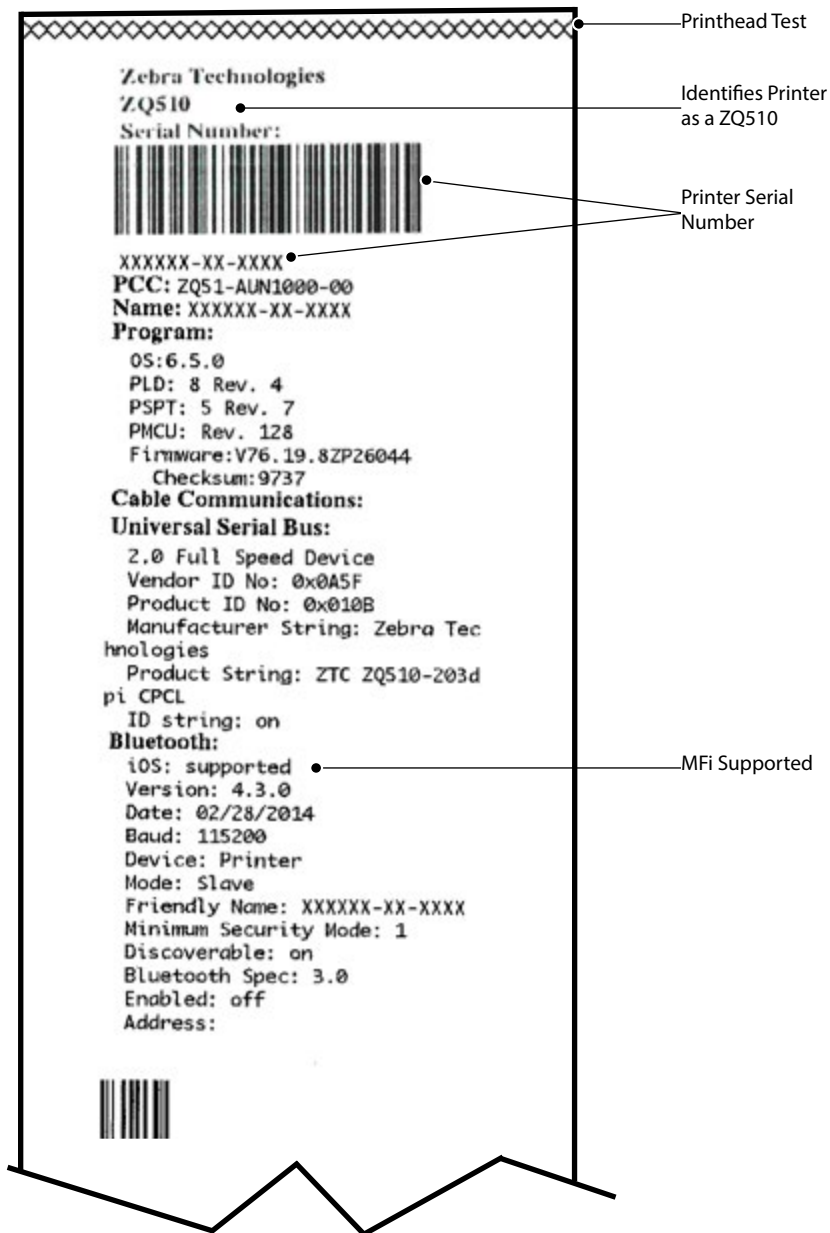 Printhead Test
Zebra Technologies
ZQ510
Identifies Printer
as a ZQ510
Serial Number:
Printer Serial
Number
XXXXXX-XX-XXXX
PCC: ZQ51-AUN1000-00
Name: XXXXXX-XX-XXXX
Program:
OS:6.5.0
PLD: 8 Rev. 4
PSPT: 5 Rev. 7
PMCU: Rev. 128
Firmware:V76.19.8ZP26044
Checksum:9737
Cable Communications:
Universal Serial Bus:
2.0 Full Speed Device
Vendor ID No: 0x0A5F
Product ID No: 0x010B
Manufacturer String: Zebra Tec
hnologies
Product String: ZTC ZQ510-203d
pi CPCL
ID string: on
Bluetooth:
iOS: supported
MFi Supported
Version: 4.3.0
Date: 02/28/2014
Baud: 115200
Device: Printer
Mode: Slave
Friendly Name: XXXXXX-XX-XXXX
Minimum Security Mode: 1
Discoverable: on
Bluetooth Spec: 3.0
Enabled: off
Address: